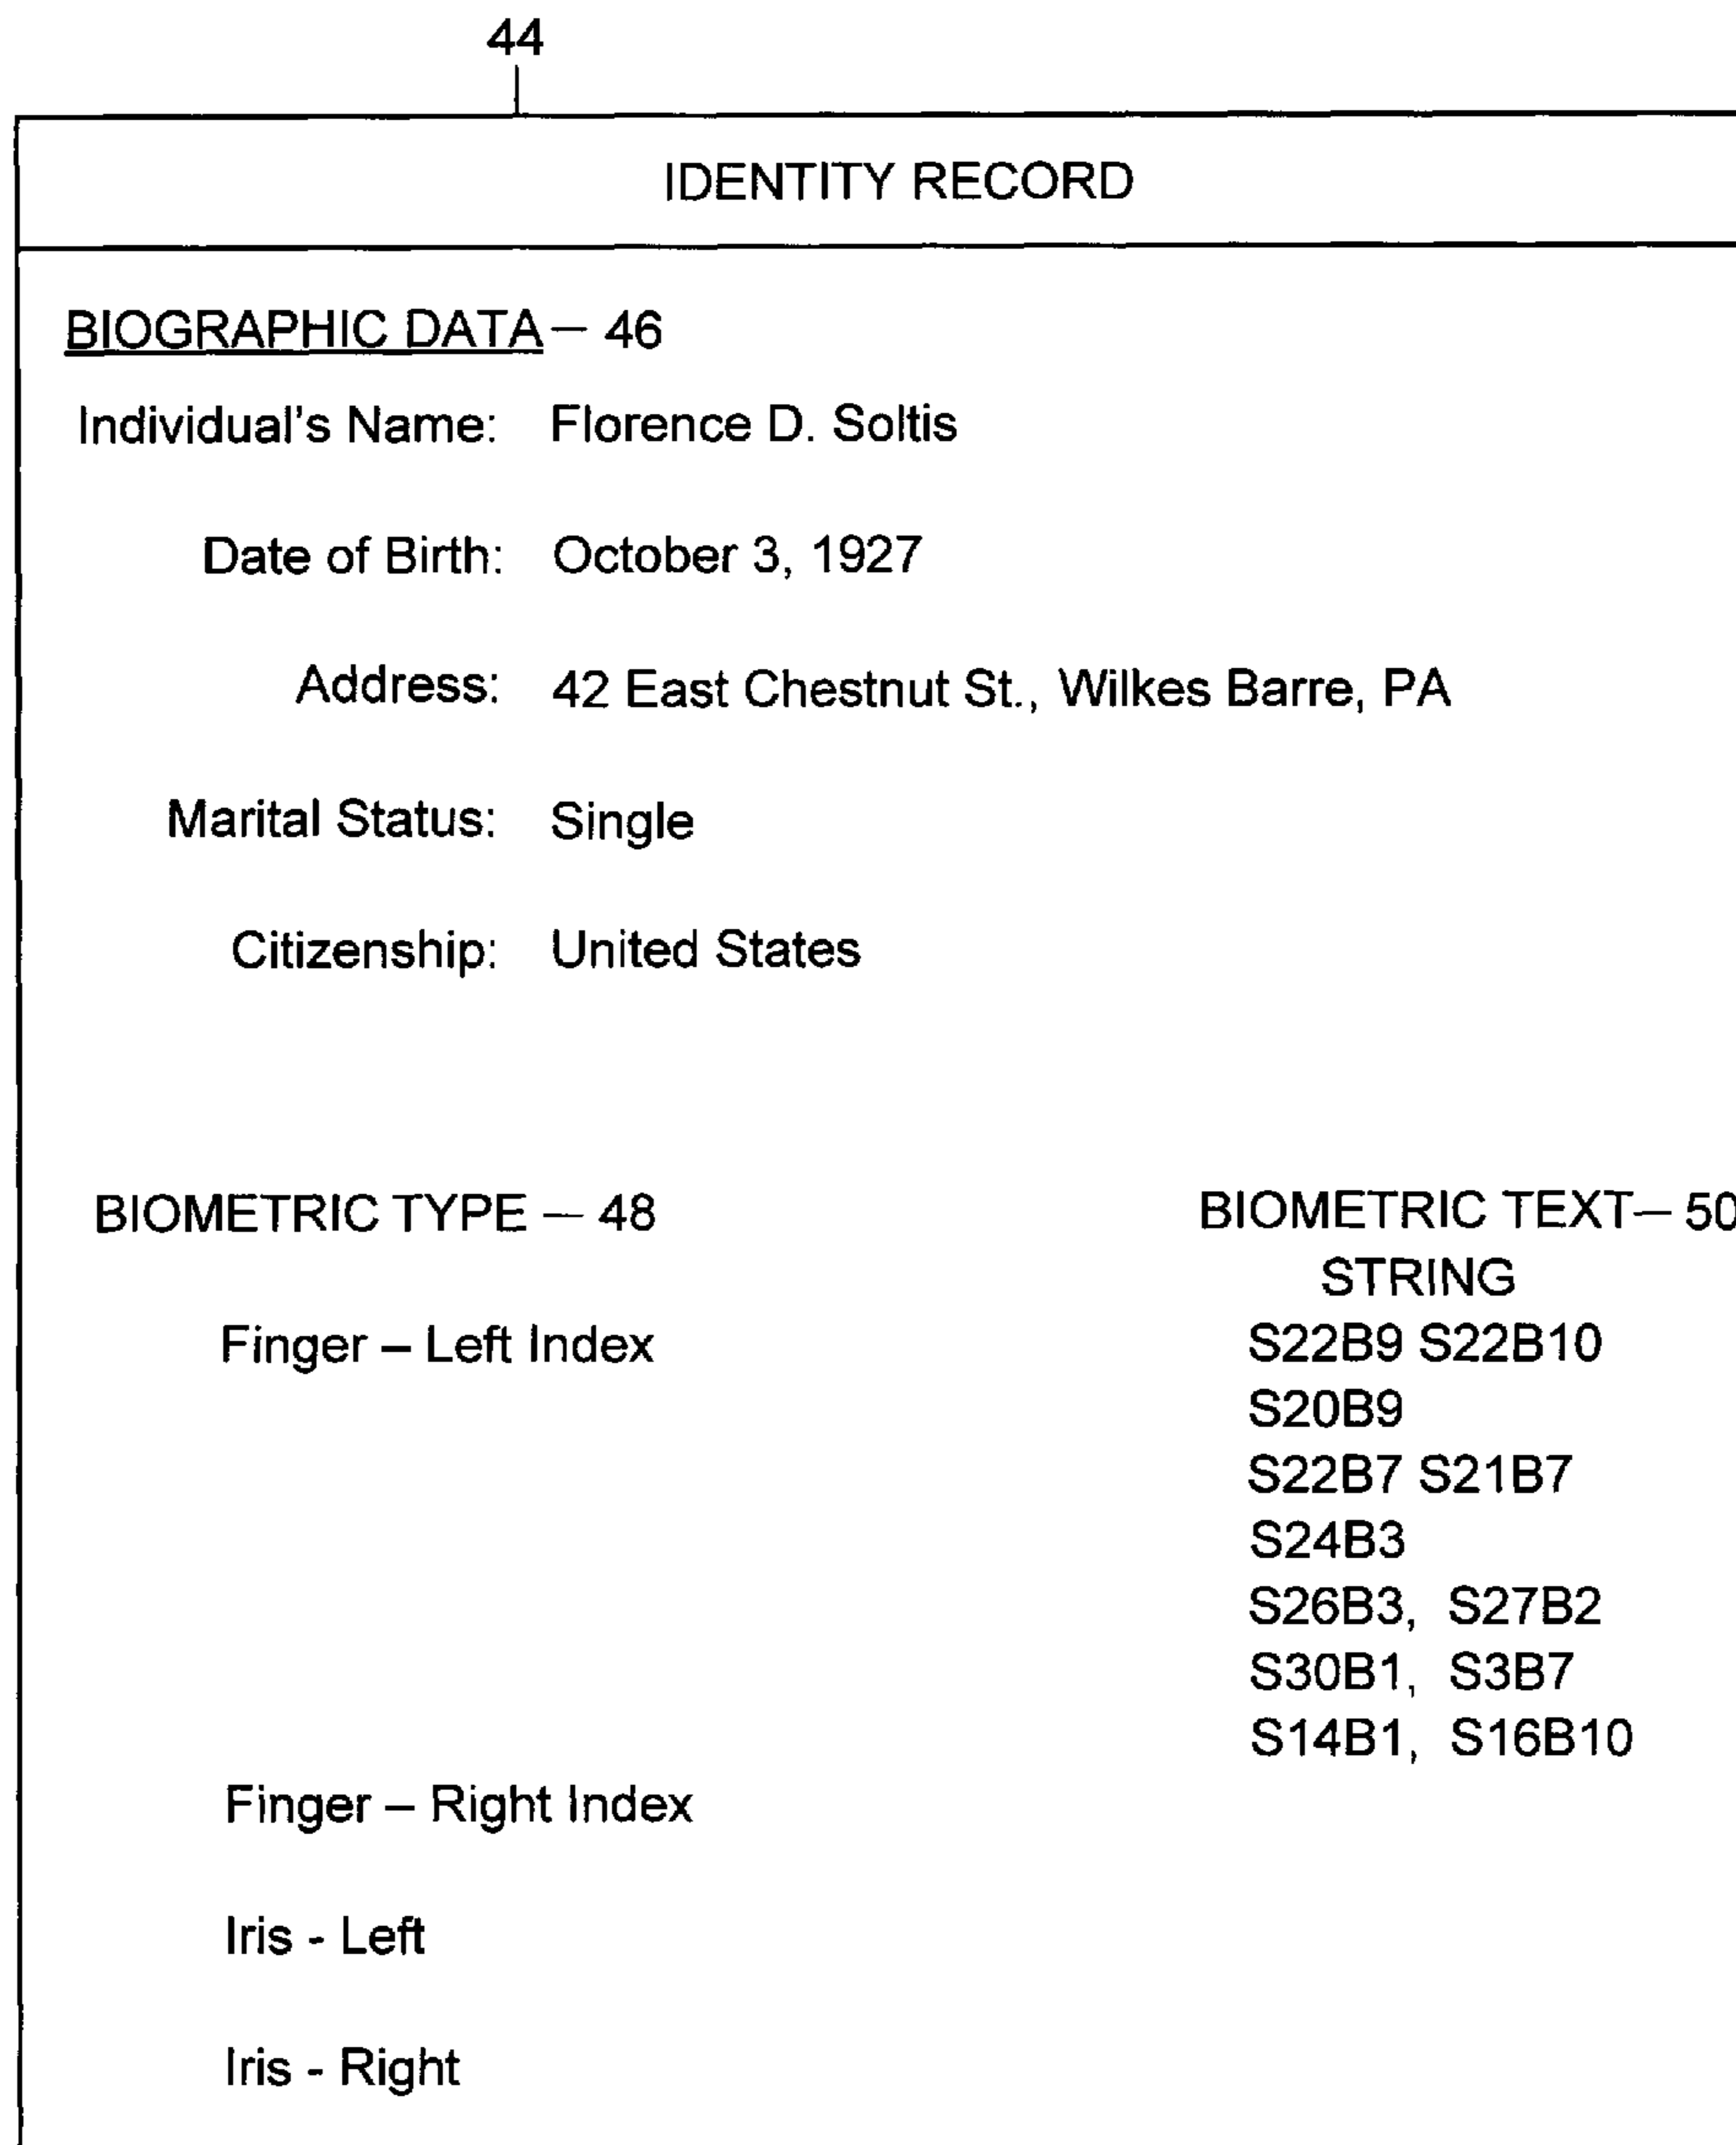 44
IDENTITY RECORD
BIOGRAPHIC DATA — 46
Individual's Name: Florence D. Soltis
Date of Birth: October 3, 1927
Address: 42 East Chestnut St., Wilkes Barre, PA
Marital Status: Single
Citizenship: United States
BIOMETRIC TYPE — 48 BIOMETRIC TEXT — 50
STRING
Finger – Left Index S22B9 S22B10
S20B9
S22B7 S21B7
S24B3
S26B3, S27B2
S30B1, S3B7
S14B1, S16B10
Finger – Right Index
Iris - Left
Iris - Right